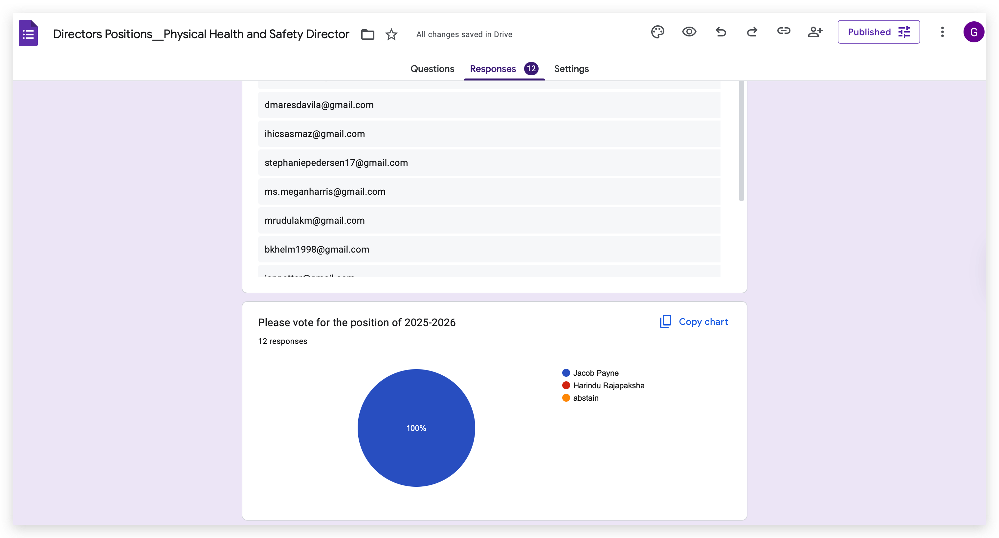 Directors Positions__Physical Health and Safety Director
All changes saved in Drive
Published
G
Questions Responses 12 Settings
dmaresdavila@gmail.com
ihicsasmaz@gmail.com
stephaniepedersen17@gmail.com
ms.meganharris@gmail.com
mrudulakm@gmail.com
bkhelm1998@gmail.com
Please vote for the position of 2025-2026
Copy chart
12 responses
Jacob Payne
Harindu Rajapaksha
abstain
100%